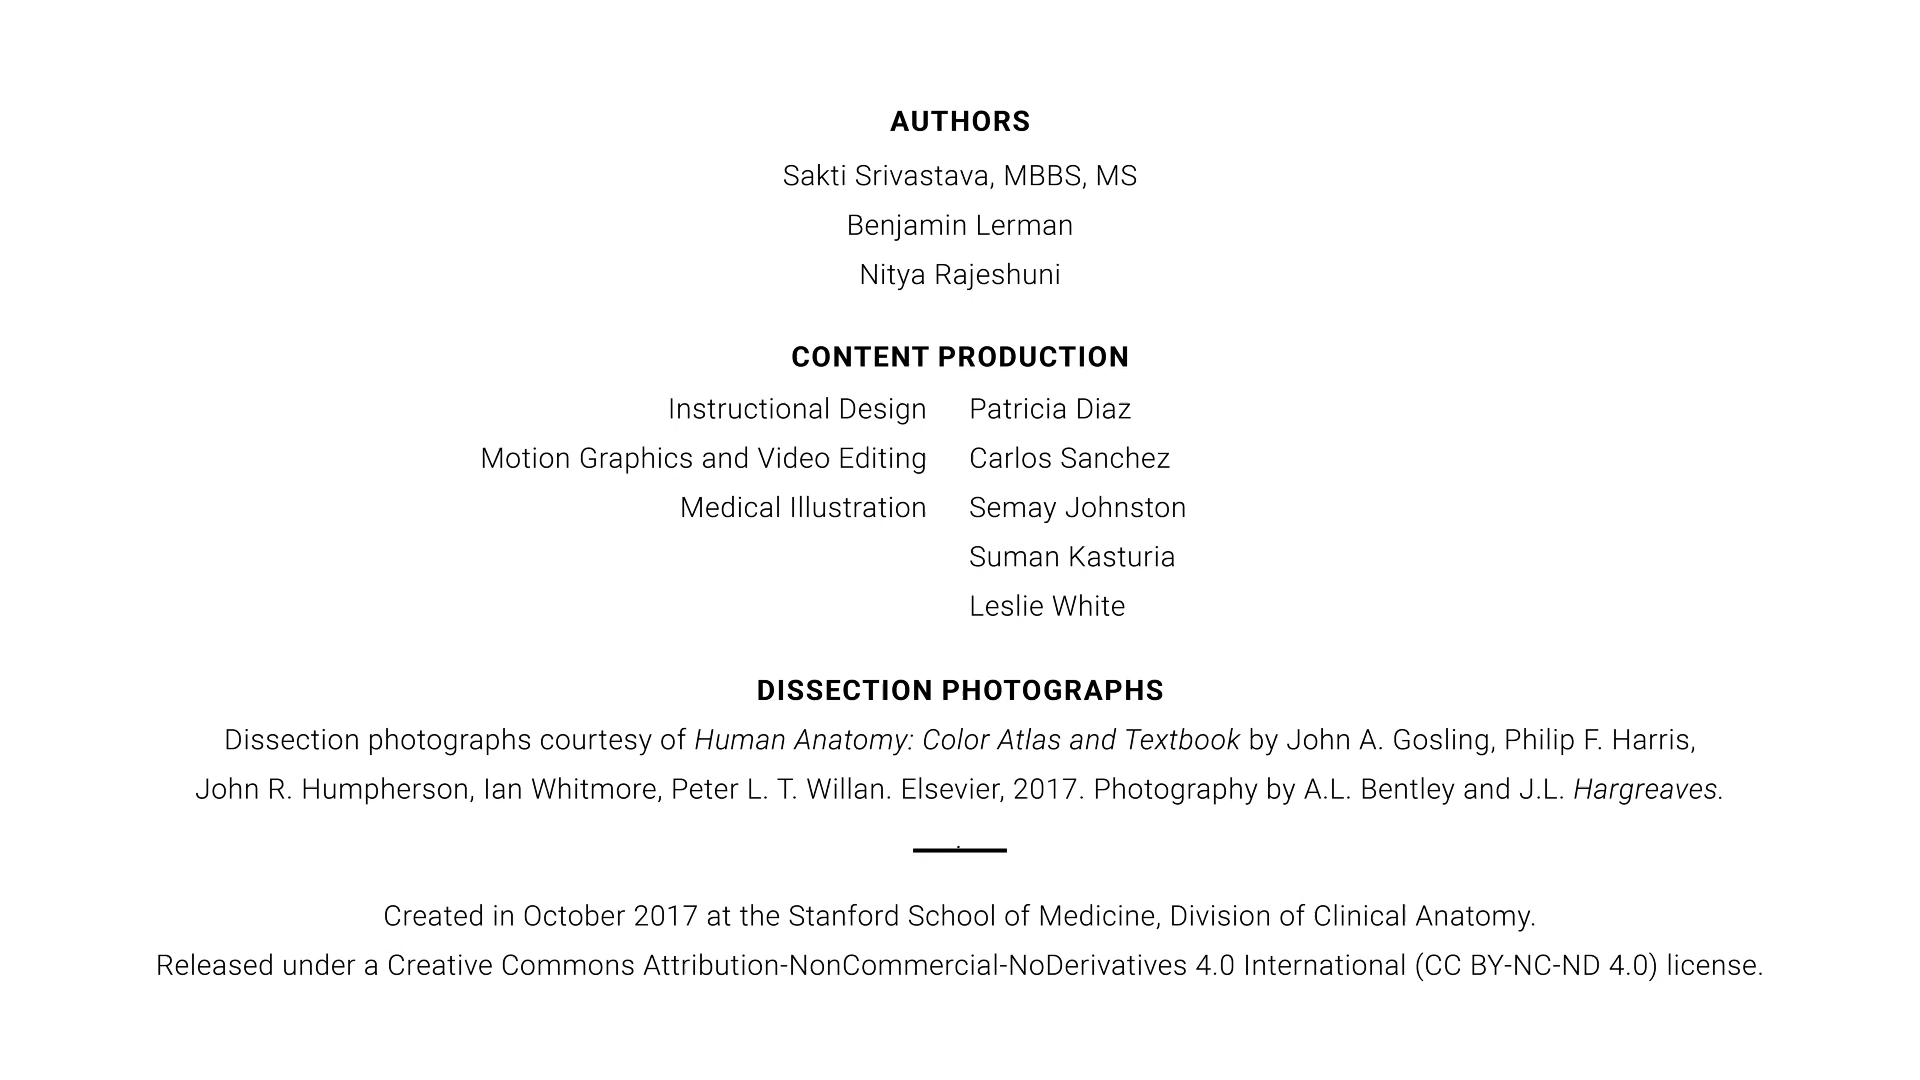 AUTHORS
Sakti Srivastava, MBBS, MS
Benjamin Lerman
Nitya Rajeshuni
CONTENT PRODUCTION
Instructional Design Patricia Diaz
Motion Graphics and Video Editing Carlos Sanchez
Medical Illustration Semay Johnston
Suman Kasturia
Leslie White
DISSECTION PHOTOGRAPHS
Dissection photographs courtesy of Human Anatomy: Color Atlas and Textbook by John A. Gosling, Philip F. Harris,
John R. Humpherson, Ian Whitmore, Peter L. T. Willan. Elsevier, 2017. Photography by A.L. Bentley and J.L. Hargreaves.
Created in October 2017 at the Stanford School of Medicine, Division of Clinical Anatomy.
Released under a Creative Commons Attribution-NonCommercial-NoDerivatives 4.0 International (CC BY-NC-ND 4.0) license.